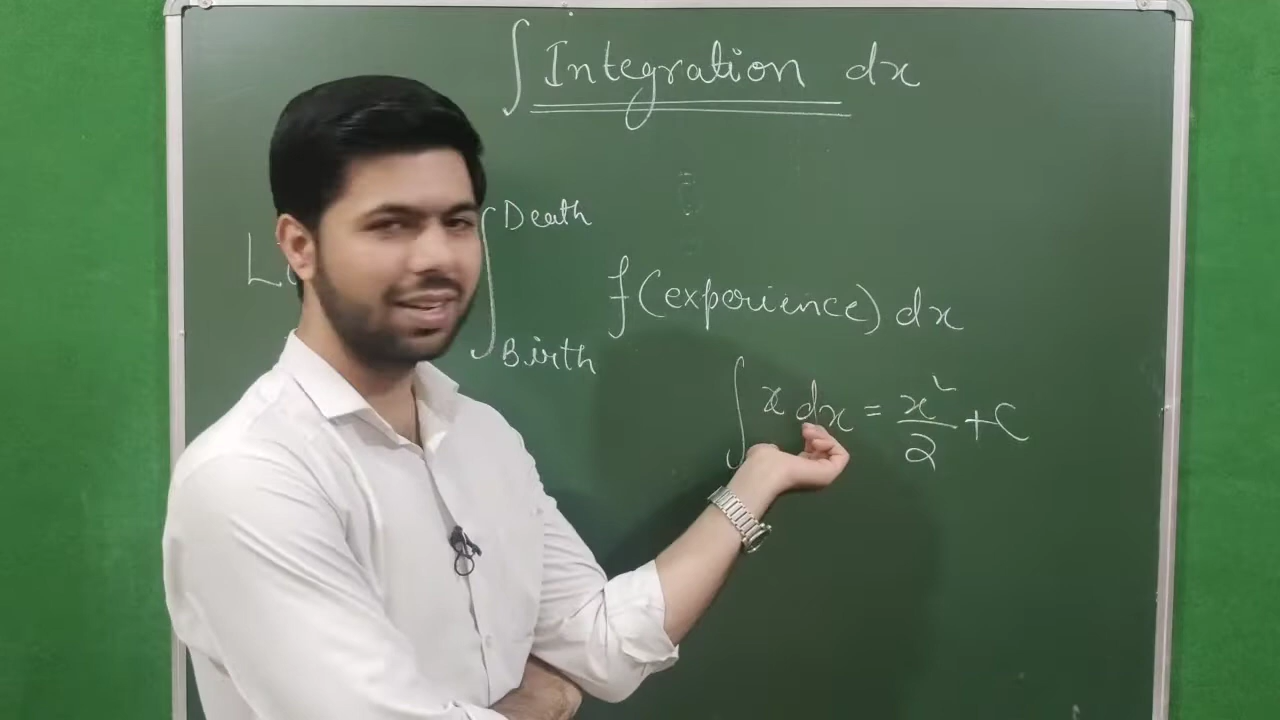 ∫ Integration dx
∫ Death
Birth
f(experience) dx
∫ x dx = x²/2 + C